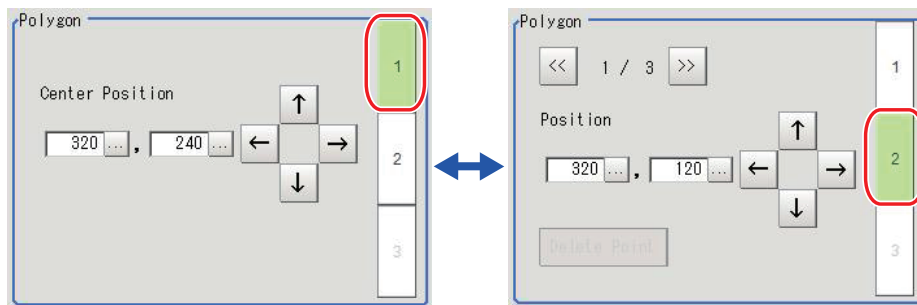 Polygon
1
Center Position
320 ... , 240 ... ← ↑ → ↓
2
3
Polygon
<< 1 / 3 >>
1
Position
320 ... , 120 ... ← ↑ → ↓
2
Delete Point
3